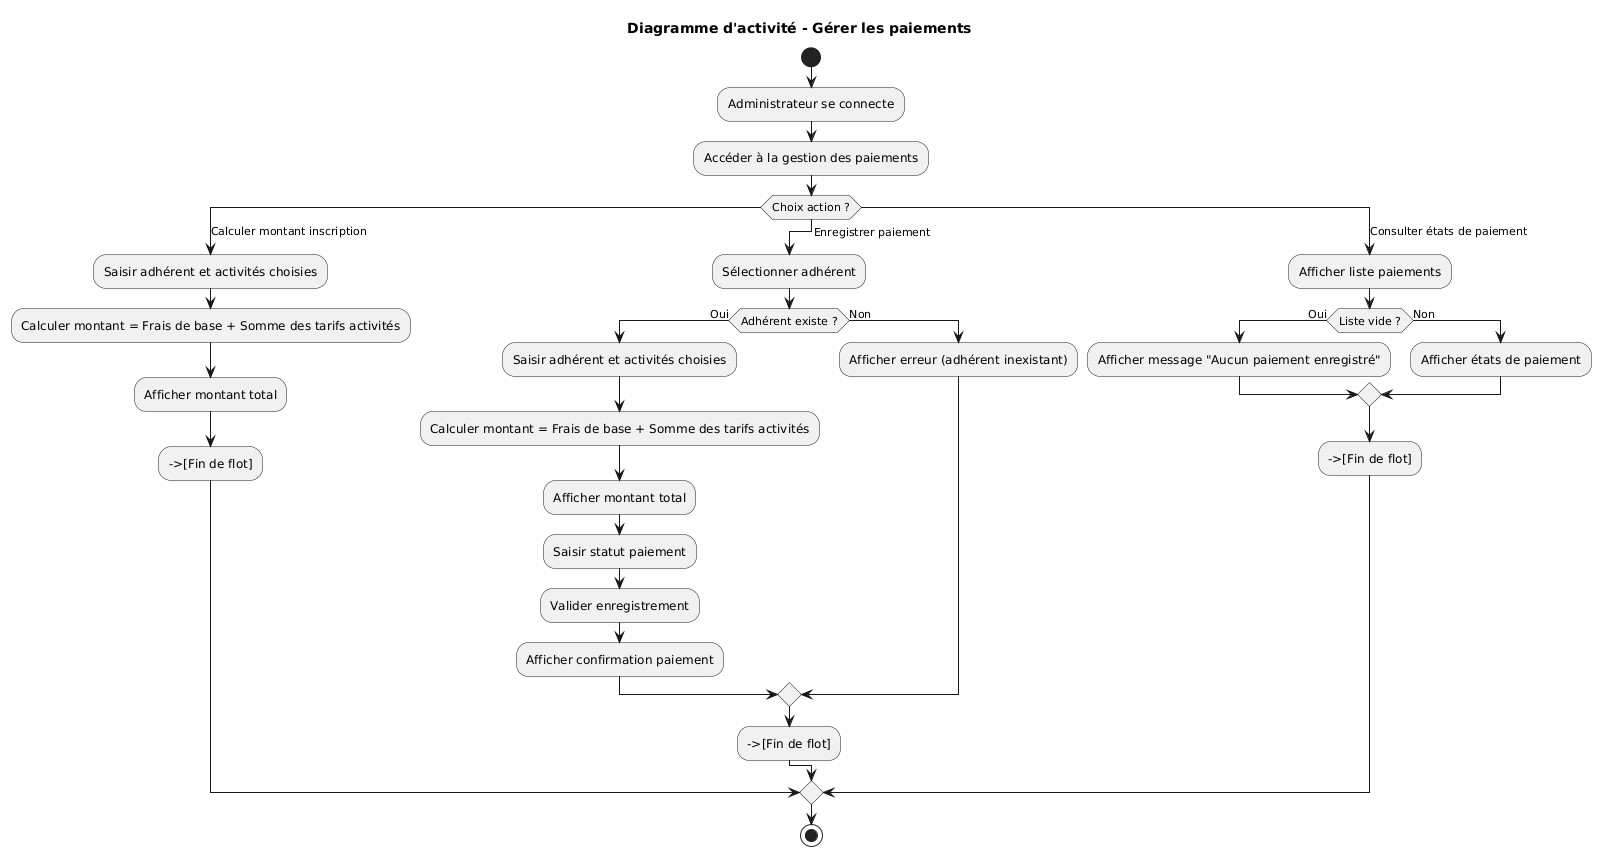 Diagramme d'activité - Gérer les paiements
Administrateur se connecte
Accéder à la gestion des paiements
Choix action ?
Calculer montant inscription
Saisir adhérent et activités choisies
Calculer montant = Frais de base + Somme des tarifs activités
Afficher montant total
->[Fin de flot]
Enregistrer paiement
Sélectionner adhérent
Adhérent existe ?
Oui
Non
Saisir adhérent et activités choisies
Calculer montant = Frais de base + Somme des tarifs activités
Afficher montant total
Saisir statut paiement
Valider enregistrement
Afficher confirmation paiement
Afficher erreur (adhérent inexistant)
->[Fin de flot]
Consulter états de paiement
Afficher liste paiements
Liste vide ?
Oui
Non
Afficher message "Aucun paiement enregistré"
Afficher états de paiement
->[Fin de flot]